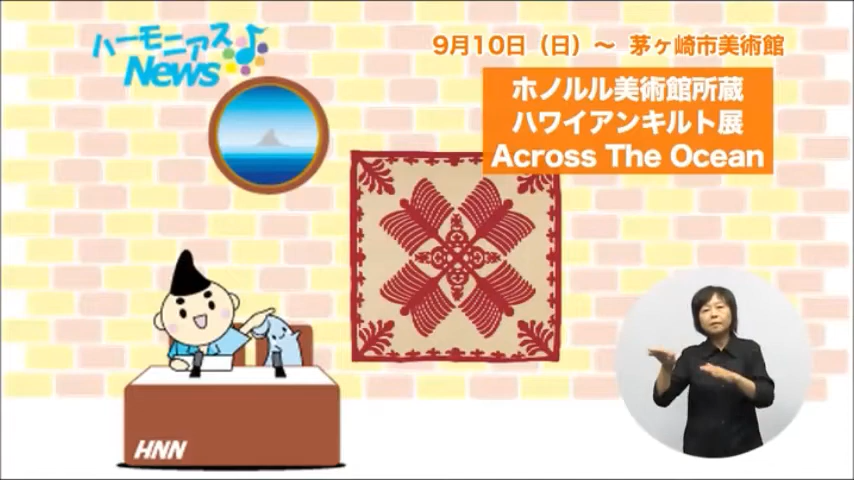 ハーモニアス
News
9月10日（日）～ 茅ヶ崎市美術館
ホノルル美術館所蔵
ハワイアンキルト展
Across The Ocean
HNN